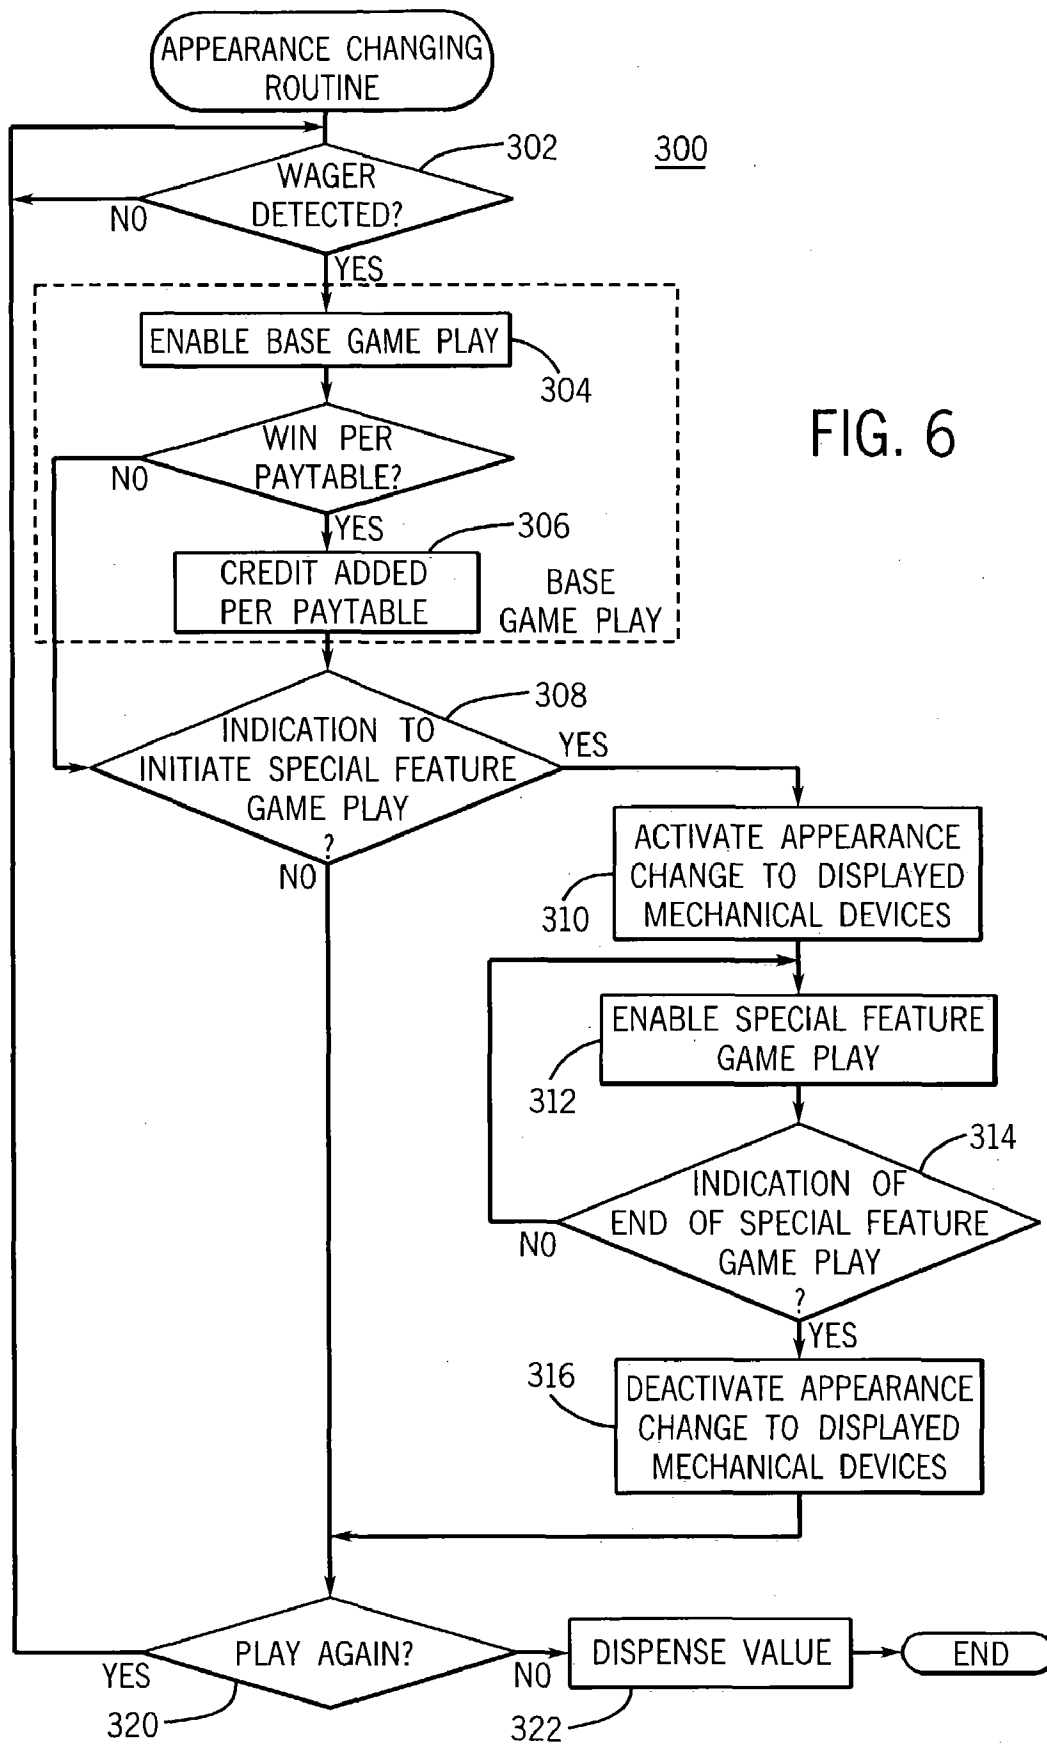 APPEARANCE CHANGING
ROUTINE
302
300
WAGER
DETECTED?
NO
YES
ENABLE BASE GAME PLAY
304
FIG. 6
WIN PER
PAYTABLE?
NO
YES
306
CREDIT ADDED
PER PAYTABLE
BASE
GAME PLAY
308
INDICATION TO
INITIATE SPECIAL FEATURE
GAME PLAY
?
YES
NO
ACTIVATE APPEARANCE
CHANGE TO DISPLAYED
MECHANICAL DEVICES
310
ENABLE SPECIAL FEATURE
GAME PLAY
312
314
INDICATION OF
END OF SPECIAL FEATURE
GAME PLAY
?
NO
YES
316
DEACTIVATE APPEARANCE
CHANGE TO DISPLAYED
MECHANICAL DEVICES
PLAY AGAIN?
YES
NO
320
DISPENSE VALUE
322
END